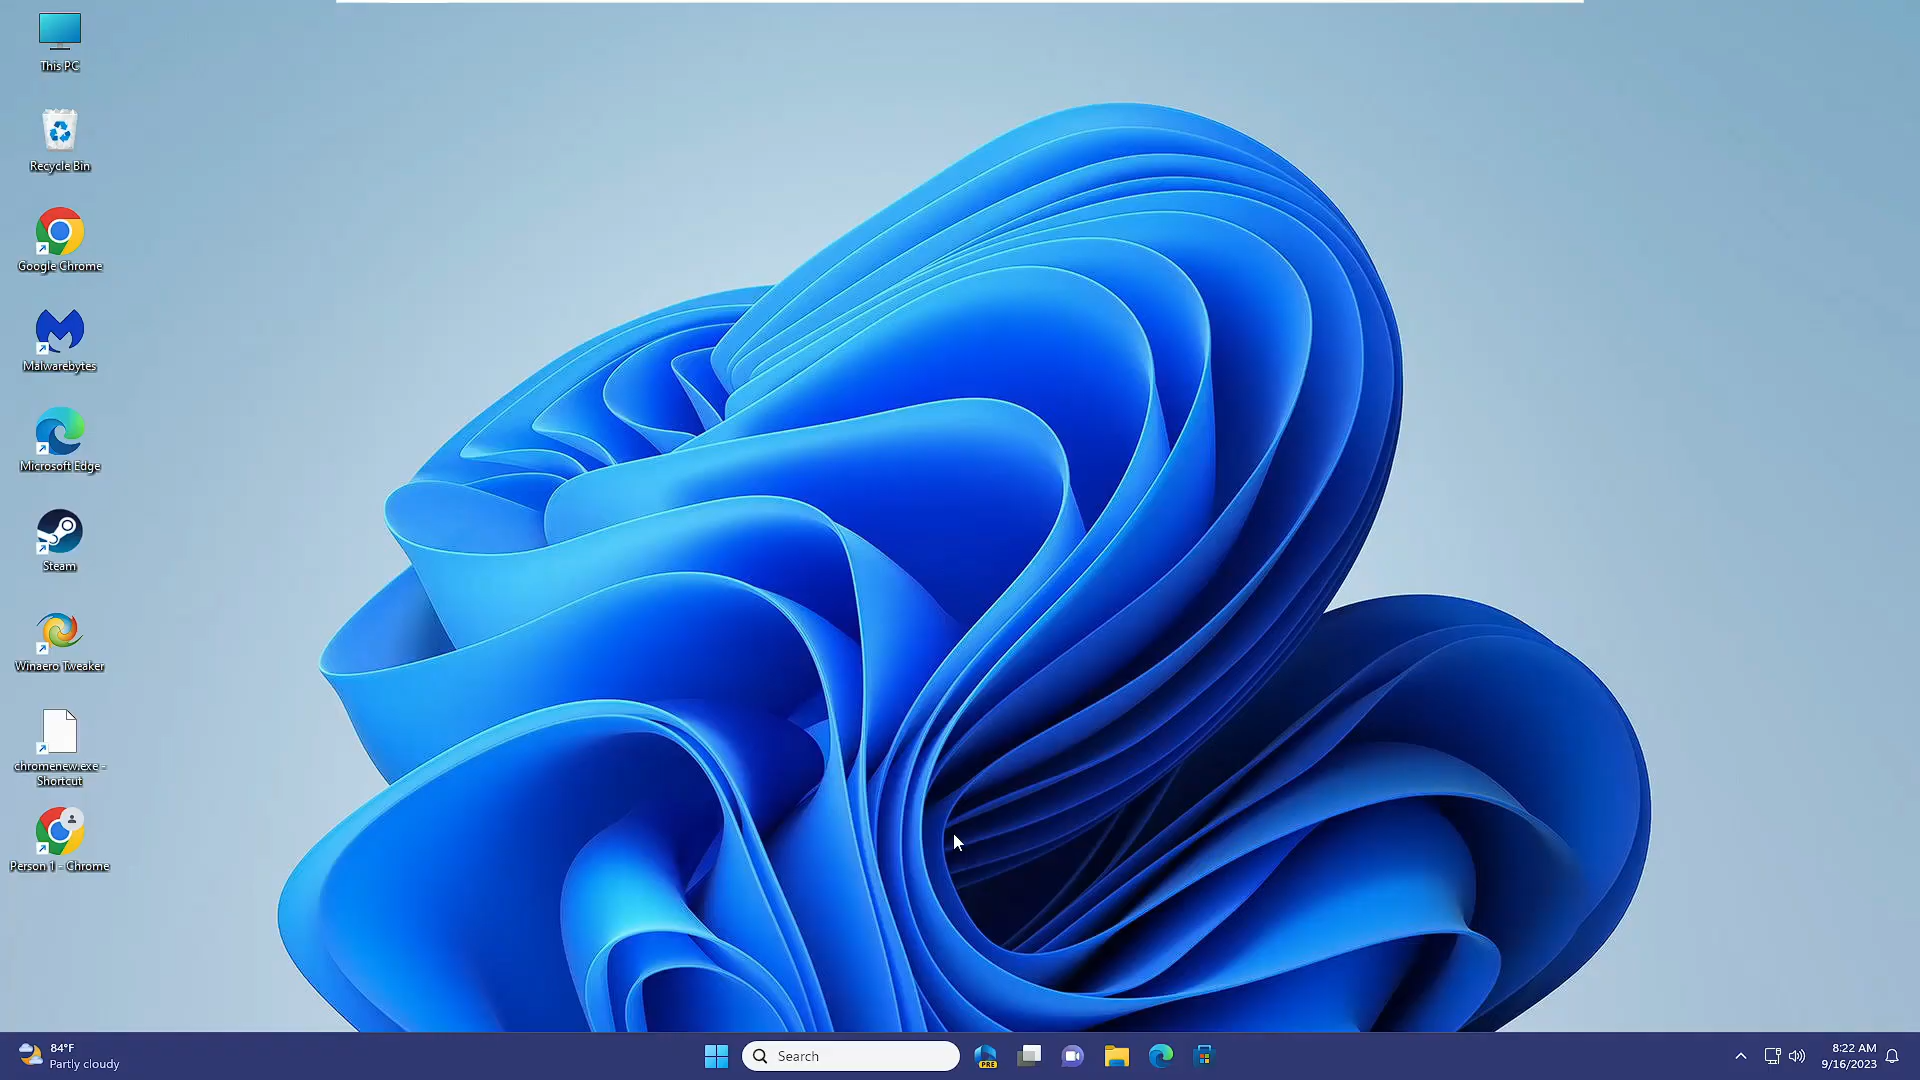 This PC
Recycle Bin
Google Chrome
Malwarebytes
Microsoft Edge
Steam
Winaero Tweaker
chromenew.exe -
Shortcut
Person 1 - Chrome
84°F
Partly cloudy
Search
PRE
8:22 AM
9/16/2023